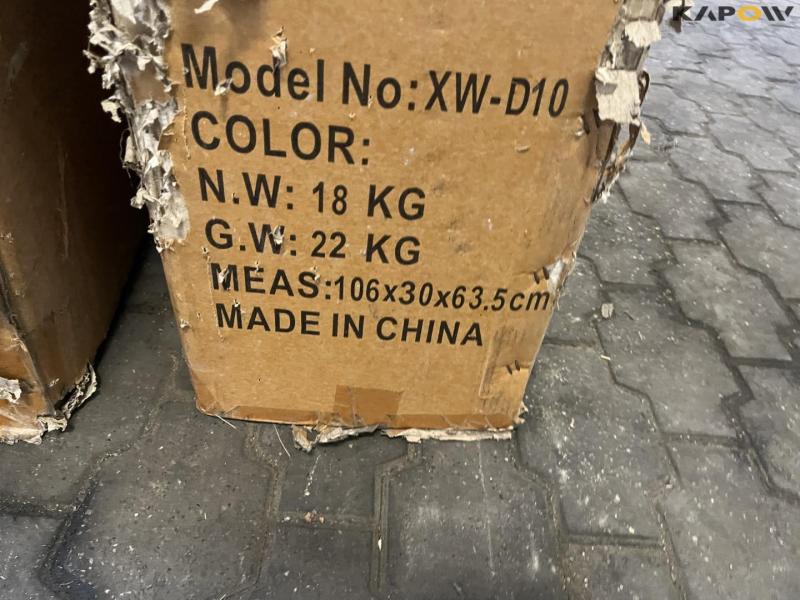 KAPOW
Model No: XW-D10
COLOR:
N.W: 18 KG
G.W: 22 KG
MEAS:106x30x63.5cm
MADE IN CHINA